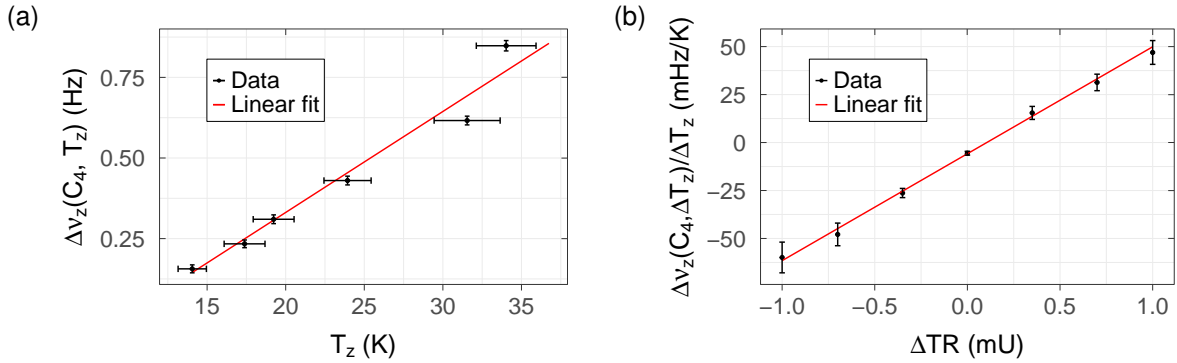 (a)
Δν_z(C_4, T_z) (Hz)
0.75
0.50
0.25
Data
Linear fit
15 20 25 30 35
T_z (K)
(b)
Δν_z(C_4,ΔT_z)/ΔT_z (mHz/K)
50
25
0
−25
−50
Data
Linear fit
−1.0 −0.5 0.0 0.5 1.0
ΔTR (mU)